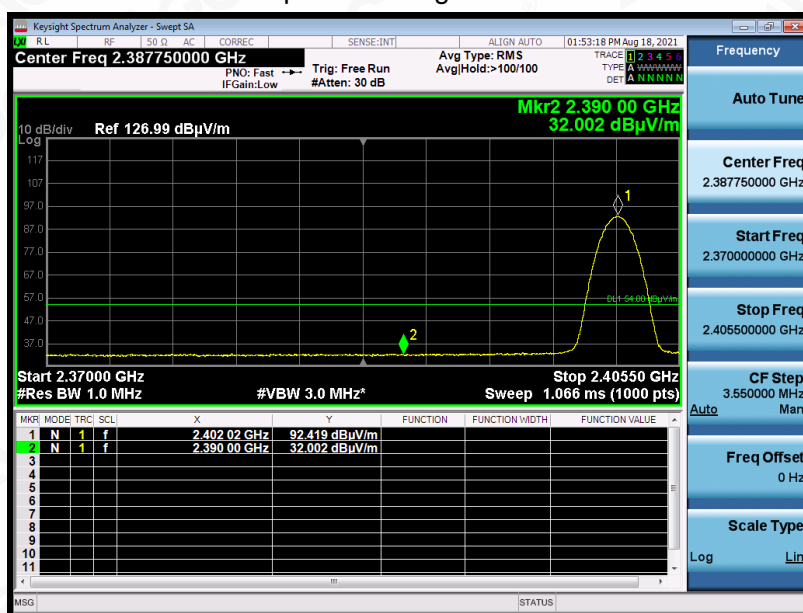 Keysight Spectrum Analyzer - Swept SA
LXI RL RF 50 Ω AC CORREC SENSE:INT ALIGN AUTO 01:53:18 PM Aug 18, 2021
Center Freq 2.387750000 GHz
PNO: Fast
IFGain:Low
Trig: Free Run
#Atten: 30 dB
Avg Type: RMS
Avg|Hold:>100/100
TRACE 1 2 3 4 5 6
TYPE A WWWWW
DET A N N N N N
Mkr2 2.390 00 GHz
32.002 dBµV/m
10 dB/div Ref 126.99 dBµV/m
Log
117
107
97.0
87.0
77.0
67.0
57.0
47.0
37.0
1
DL1 54.00 dBµV/m
2
Start 2.37000 GHz Stop 2.40550 GHz
#Res BW 1.0 MHz #VBW 3.0 MHz* Sweep 1.066 ms (1000 pts)
MKR MODE TRC SCL X Y FUNCTION FUNCTION WIDTH FUNCTION VALUE
1 N 1 f 2.402 02 GHz 92.419 dBµV/m
2 N 1 f 2.390 00 GHz 32.002 dBµV/m
3
4
5
6
7
8
9
10
11
MSG STATUS
Frequency
Auto Tune
Center Freq
2.387750000 GHz
Start Freq
2.370000000 GHz
Stop Freq
2.405500000 GHz
CF Step
3.550000 MHz
Auto Man
Freq Offset
0 Hz
Scale Type
Log Lin